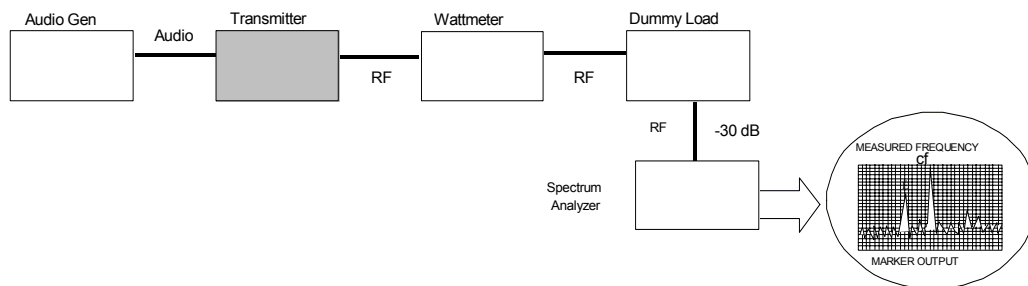 Audio Gen
Transmitter
Wattmeter
Dummy Load
Audio
RF
RF
RF
-30 dB
Spectrum
Analyzer
MEASURED FREQUENCY
cf
MARKER OUTPUT